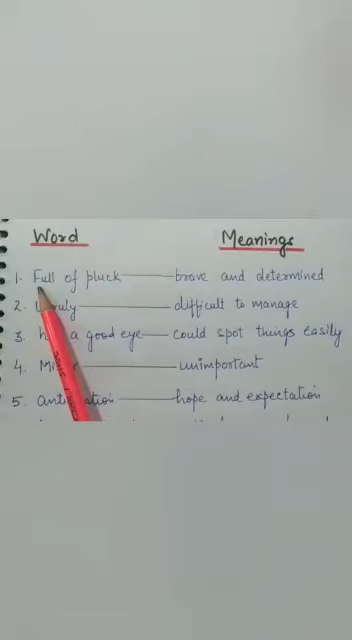 Word Meanings
1. Full of pluck brave and determined
2. difficult to manage
3. a good eye could spot things easily
4. unimportant
5. hope and expectation